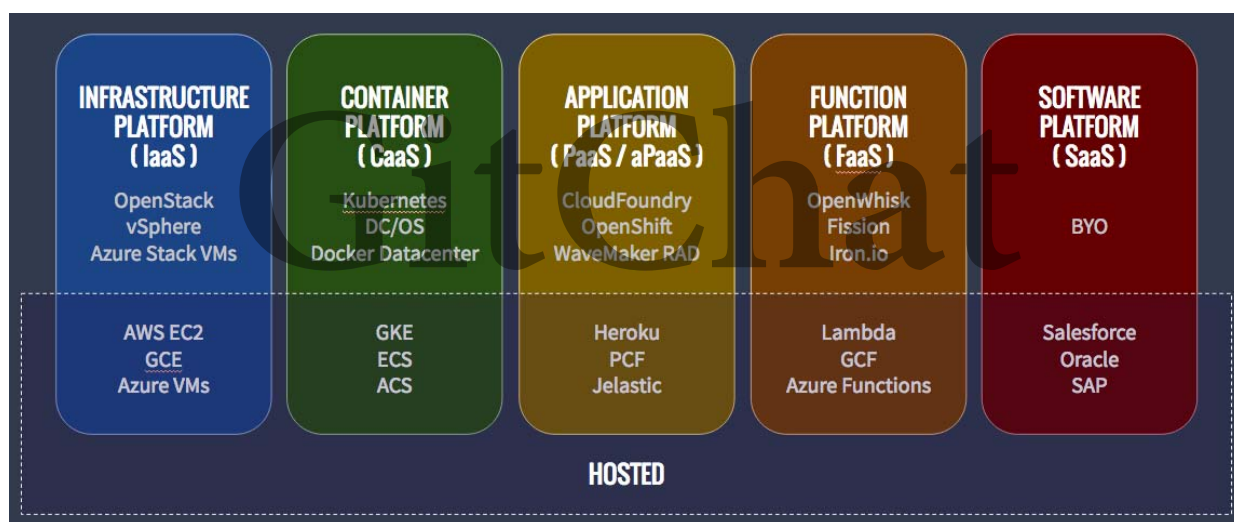 INFRASTRUCTURE
PLATFORM
( IaaS )
OpenStack
vSphere
Azure Stack VMs
AWS EC2
GCE
Azure VMs
CONTAINER
PLATFORM
( CaaS )
Kubernetes
DC/OS
Docker Datacenter
GKE
ECS
ACS
APPLICATION
PLATFORM
( PaaS / aPaaS )
CloudFoundry
OpenShift
WaveMaker RAD
Heroku
PCF
Jelastic
FUNCTION
PLATFORM
( FaaS )
OpenWhisk
Fission
Iron.io
Lambda
GCF
Azure Functions
SOFTWARE
PLATFORM
( SaaS )
BYO
Salesforce
Oracle
SAP
HOSTED
GitChat